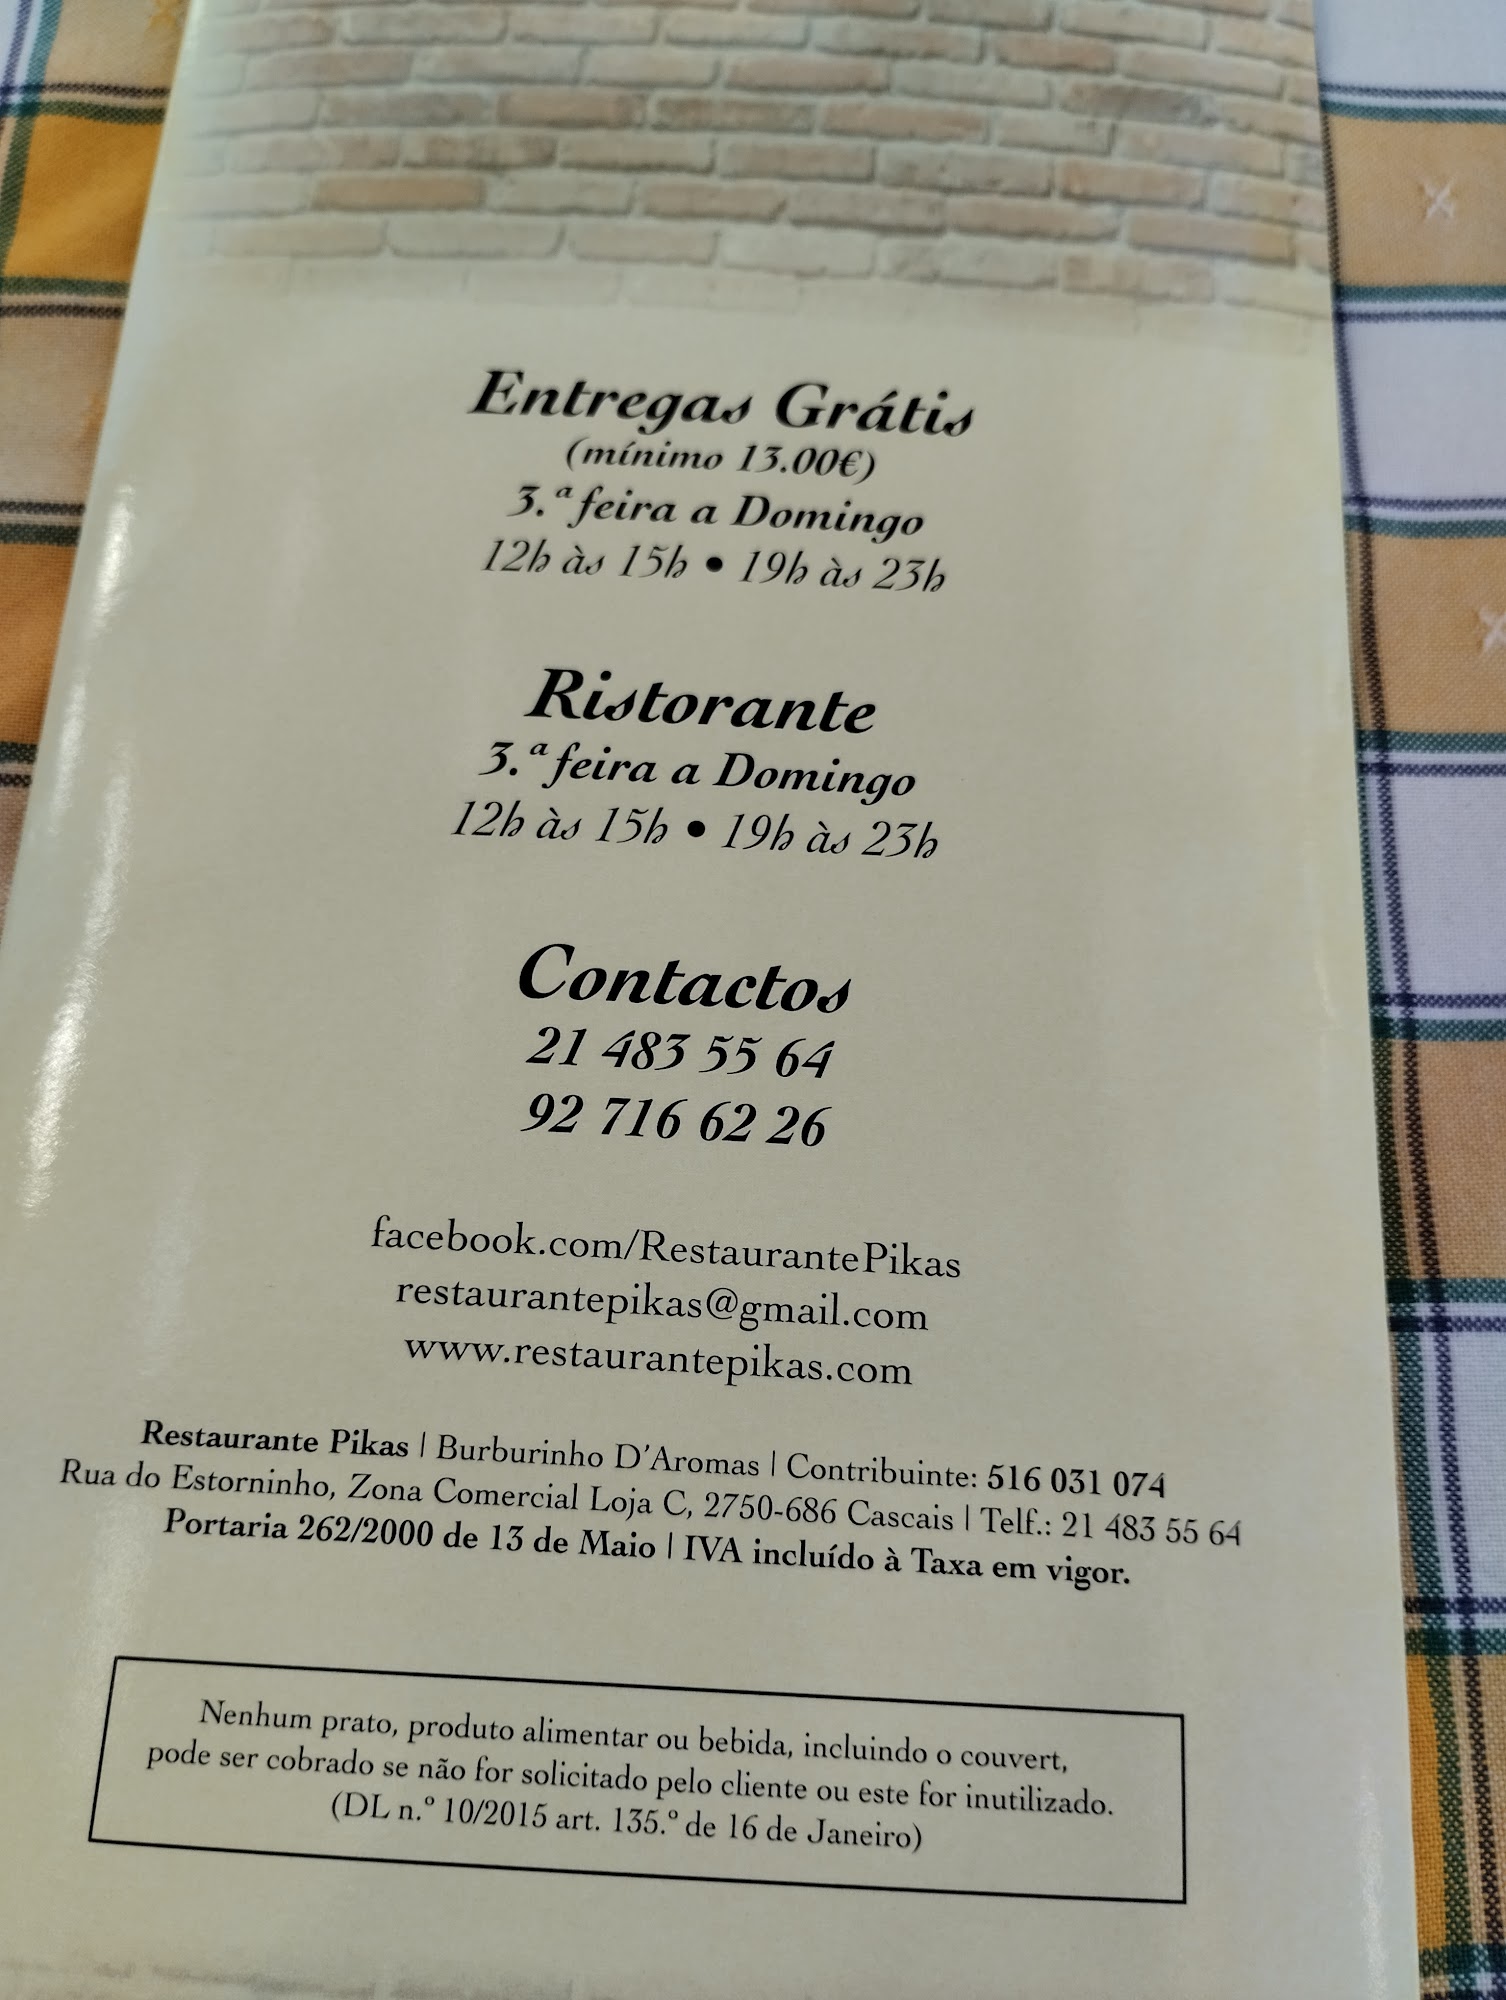 Entregas Grátis
(mínimo 13.00€)
3.ª feira a Domingo
12h às 15h • 19h às 23h
Ristorante
3.ª feira a Domingo
12h às 15h • 19h às 23h
Contactos
21 483 55 64
92 716 62 26
facebook.com/RestaurantePikas
restaurantepikas@gmail.com
www.restaurantepikas.com
Restaurante Pikas | Burburinho D'Aromas | Contribuinte: 516 031 074
Rua do Estorninho, Zona Comercial Loja C, 2750-686 Cascais | Telf.: 21 483 55 64
Portaria 262/2000 de 13 de Maio | IVA incluído à Taxa em vigor.
Nenhum prato, produto alimentar ou bebida, incluindo o couvert,
pode ser cobrado se não for solicitado pelo cliente ou este for inutilizado.
(DL n.º 10/2015 art. 135.º de 16 de Janeiro)